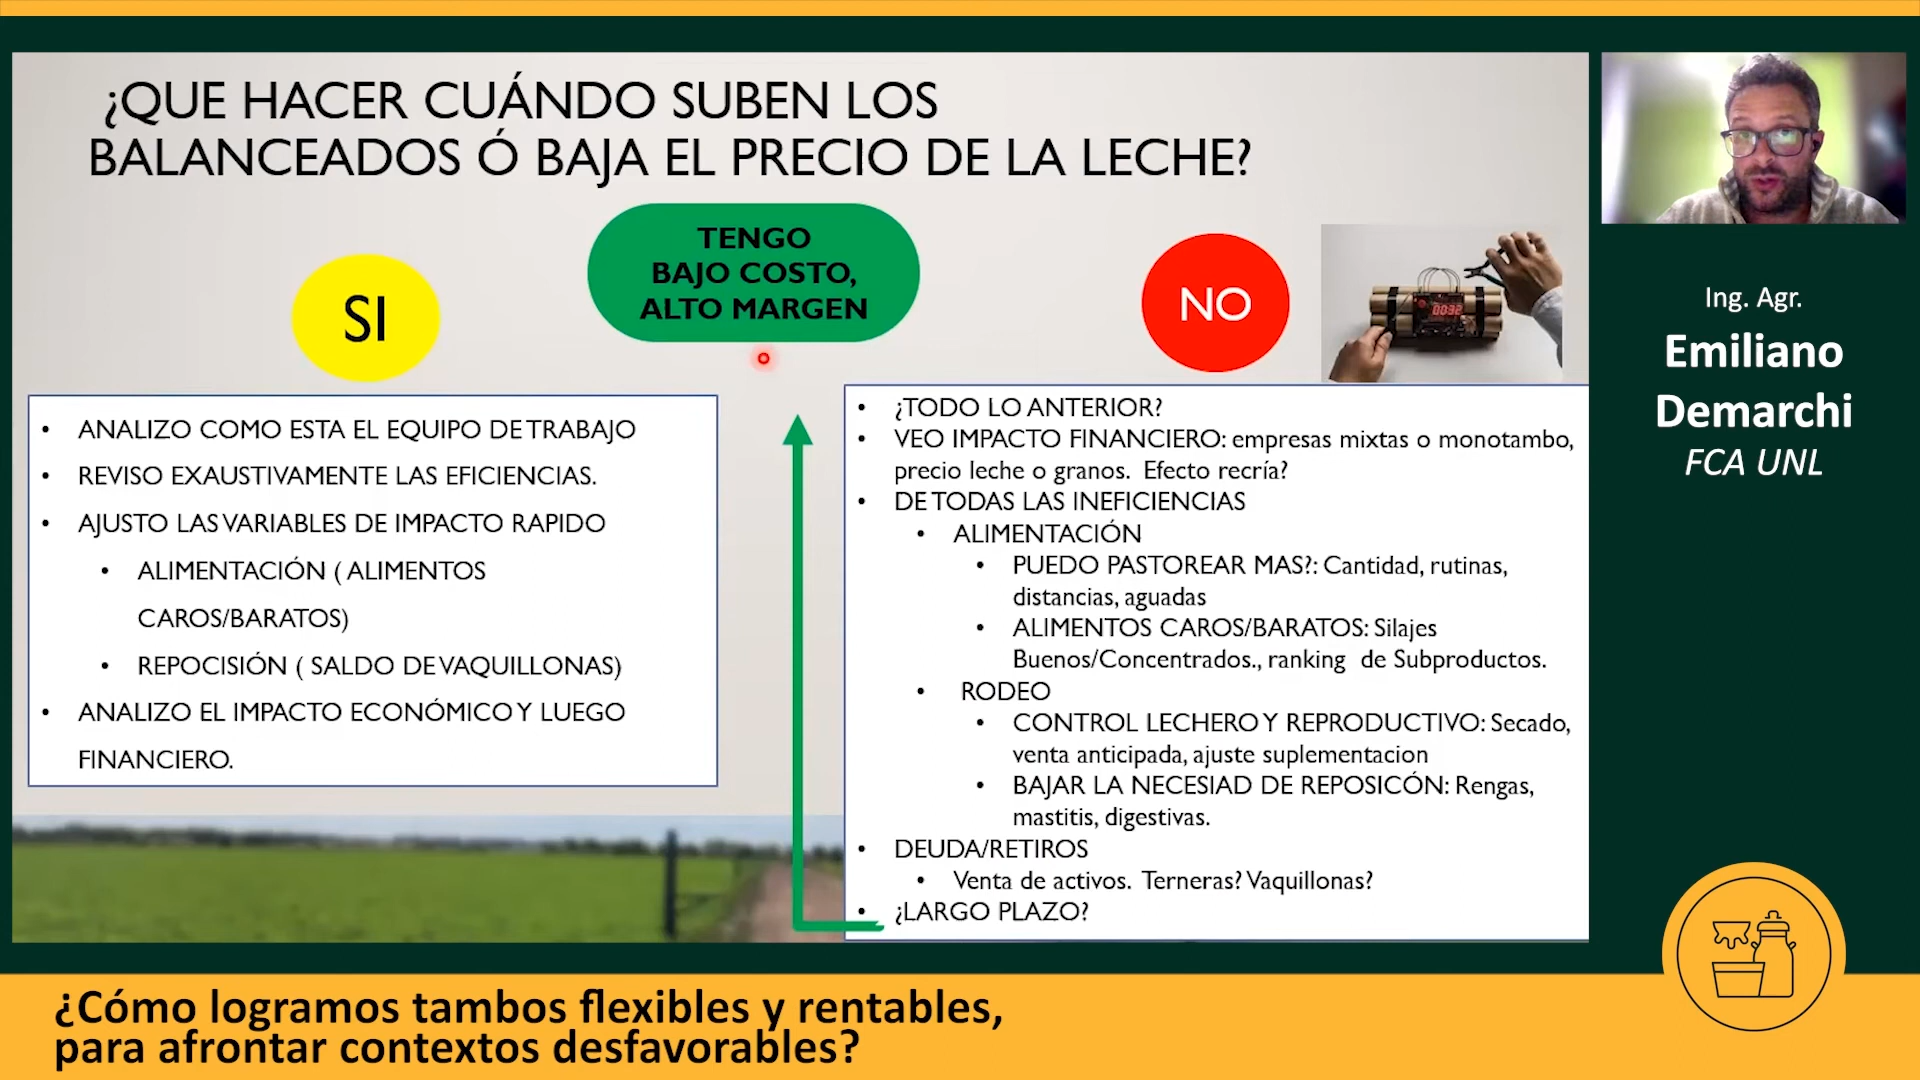 ¿QUE HACER CUÁNDO SUBEN LOS
BALANCEADOS Ó BAJA EL PRECIO DE LA LECHE?
TENGO
BAJO COSTO,
ALTO MARGEN
SI
NO
00:32
• ANALIZO COMO ESTA EL EQUIPO DE TRABAJO
• REVISO EXAUSTIVAMENTE LAS EFICIENCIAS.
• AJUSTO LAS VARIABLES DE IMPACTO RAPIDO
• ALIMENTACIÓN ( ALIMENTOS
CAROS/BARATOS)
• REPOCISIÓN ( SALDO DE VAQUILLONAS)
• ANALIZO EL IMPACTO ECONÓMICO Y LUEGO
FINANCIERO.
• ¿TODO LO ANTERIOR?
• VEO IMPACTO FINANCIERO: empresas mixtas o monotambo,
precio leche o granos. Efecto recría?
• DE TODAS LAS INEFICIENCIAS
• ALIMENTACIÓN
• PUEDO PASTOREAR MAS?: Cantidad, rutinas,
distancias, aguadas
• ALIMENTOS CAROS/BARATOS: Silajes
Buenos/Concentrados., ranking de Subproductos.
• RODEO
• CONTROL LECHERO Y REPRODUCTIVO: Secado,
venta anticipada, ajuste suplementacion
• BAJAR LA NECESIAD DE REPOSICÓN: Rengas,
mastitis, digestivas.
• DEUDA/RETIROS
• Venta de activos. Terneras? Vaquillonas?
• ¿LARGO PLAZO?
Ing. Agr.
Emiliano
Demarchi
FCA UNL
¿Cómo logramos tambos flexibles y rentables,
para afrontar contextos desfavorables?